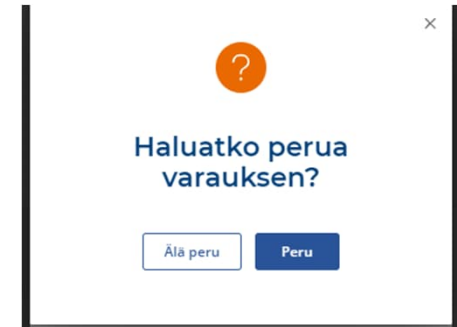 ?
Haluatko perua
varauksen?
Älä peru
Peru